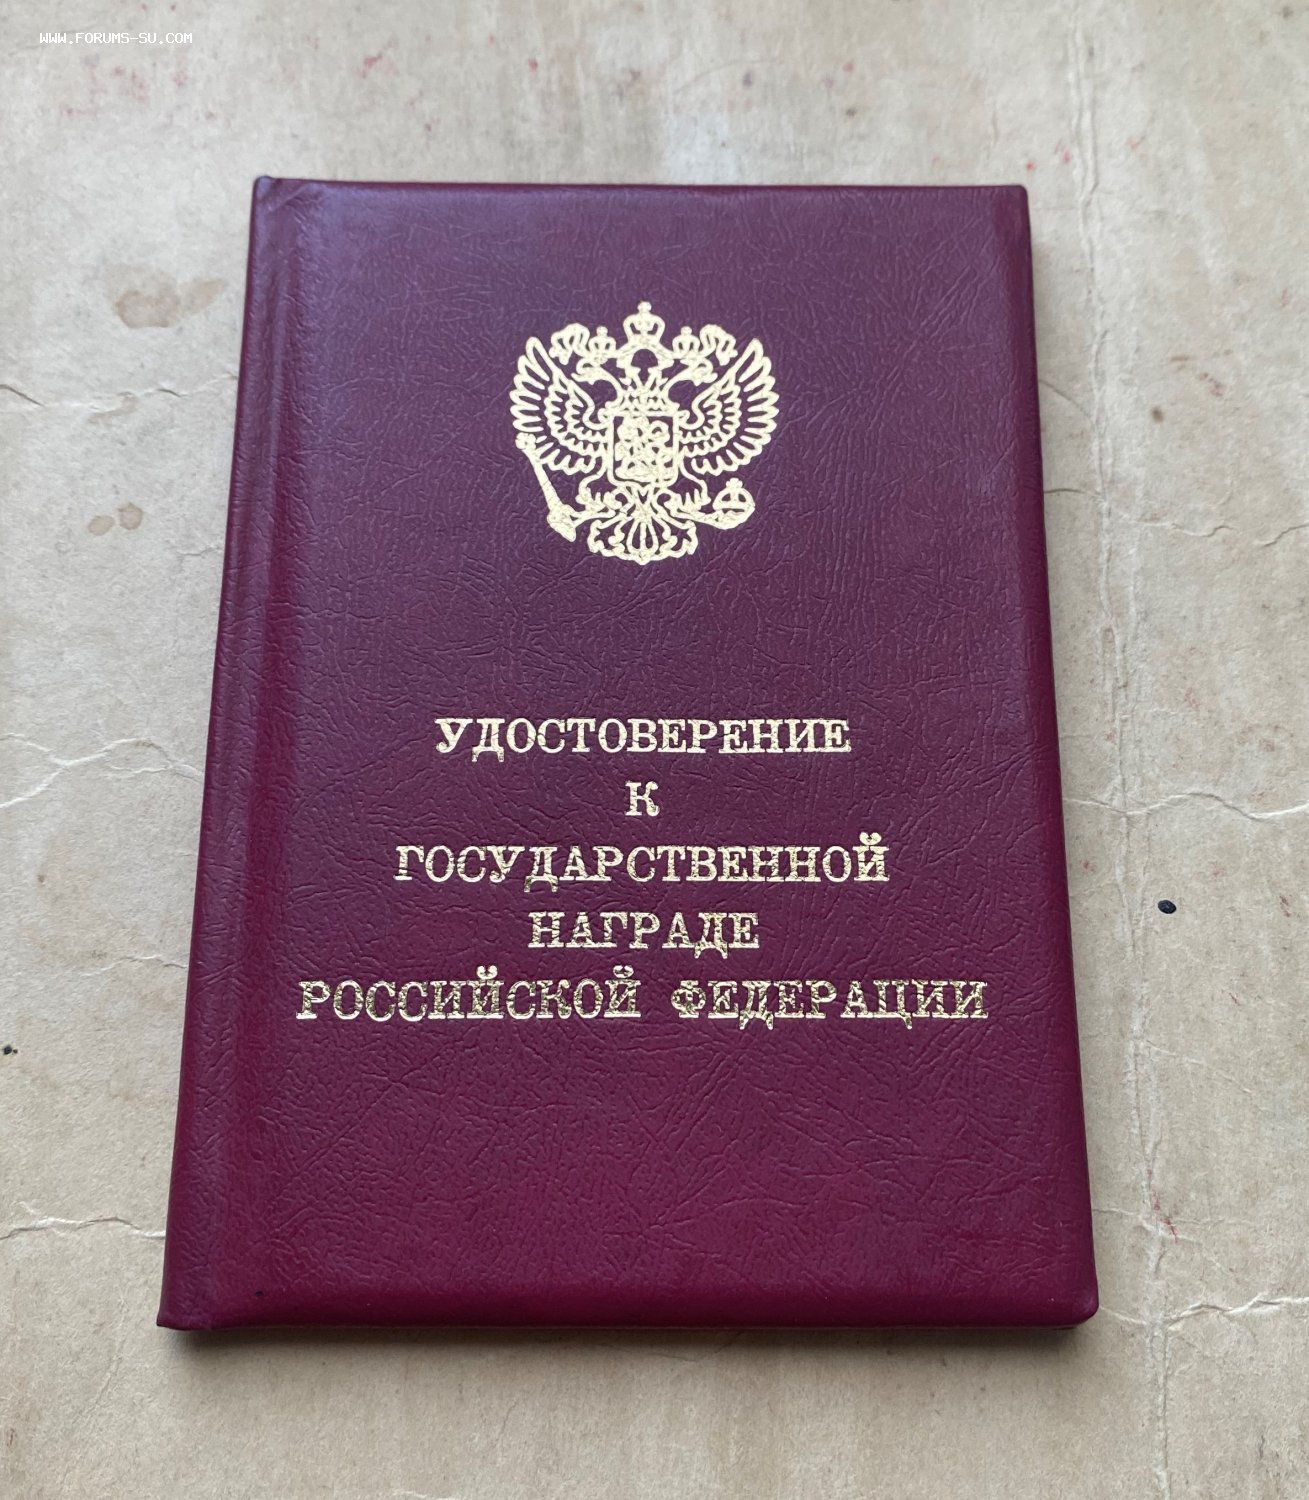 WWW.FORUMS-SU.COM
УДОСТОВЕРЕНИЕ
К
ГОСУДАРСТВЕННОЙ
НАГРАДЕ
РОССИЙСКОЙ ФЕДЕРАЦИИ